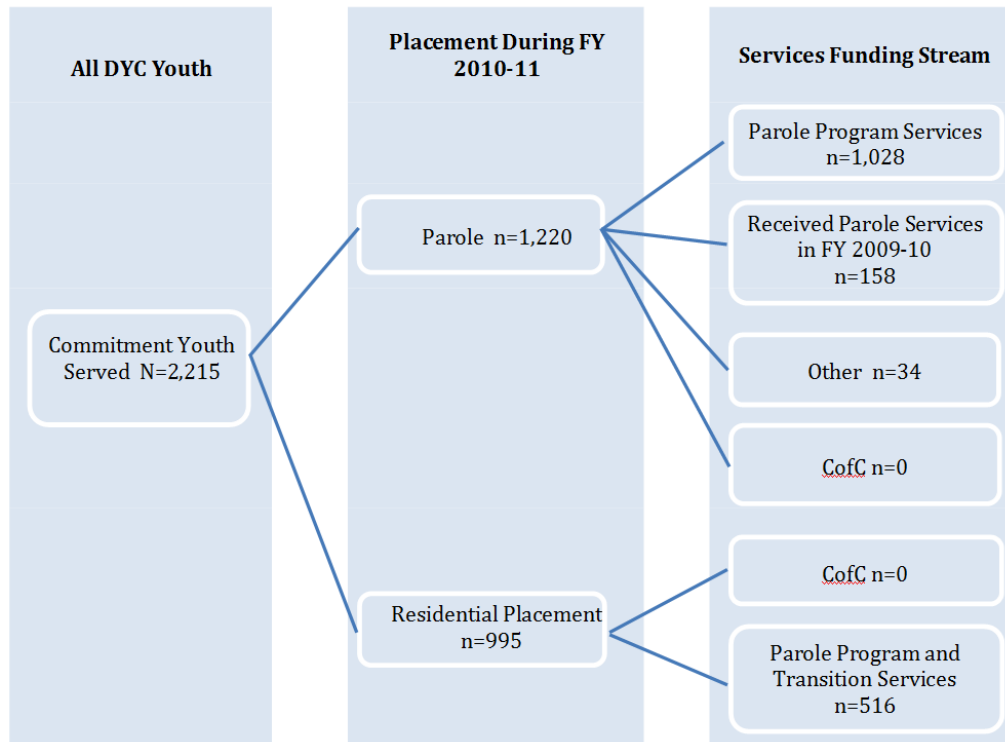 All DYC Youth
Placement During FY
2010-11
Services Funding Stream
Commitment Youth
Served N=2,215
Parole n=1,220
Residential Placement
n=995
Parole Program Services
n=1,028
Received Parole Services
in FY 2009-10
n=158
Other n=34
CofC n=0
CofC n=0
Parole Program and
Transition Services
n=516